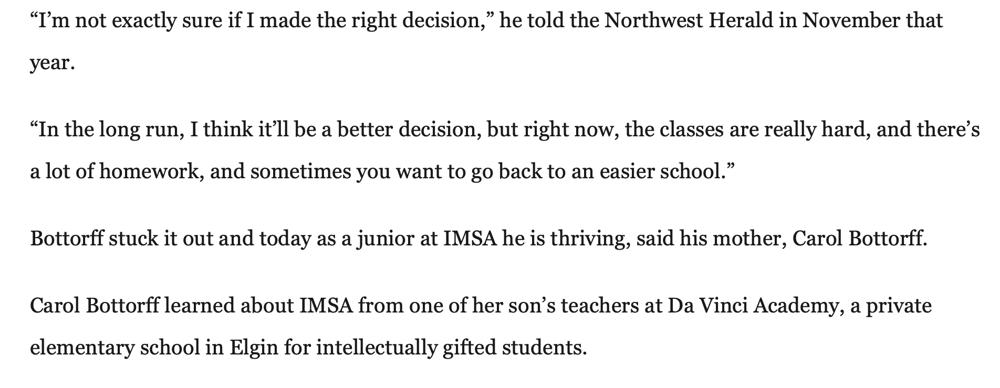 “I’m not exactly sure if I made the right decision,” he told the Northwest Herald in November that
year.
“In the long run, I think it’ll be a better decision, but right now, the classes are really hard, and there’s
a lot of homework, and sometimes you want to go back to an easier school.”
Bottorff stuck it out and today as a junior at IMSA he is thriving, said his mother, Carol Bottorff.
Carol Bottorff learned about IMSA from one of her son’s teachers at Da Vinci Academy, a private
elementary school in Elgin for intellectually gifted students.